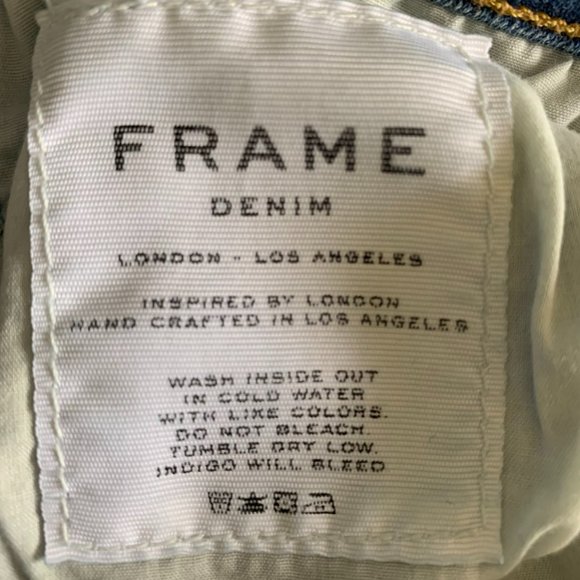 FRAME
DENIM
LONDON - LOS ANGELES
INSPIRED BY LONDON
HAND CRAFTED IN LOS ANGELES
WASH INSIDE OUT
IN COLD WATER
WITH LIKE COLORS.
DO NOT BLEACH.
TUMBLE DRY LOW.
INDIGO WILL BLEED